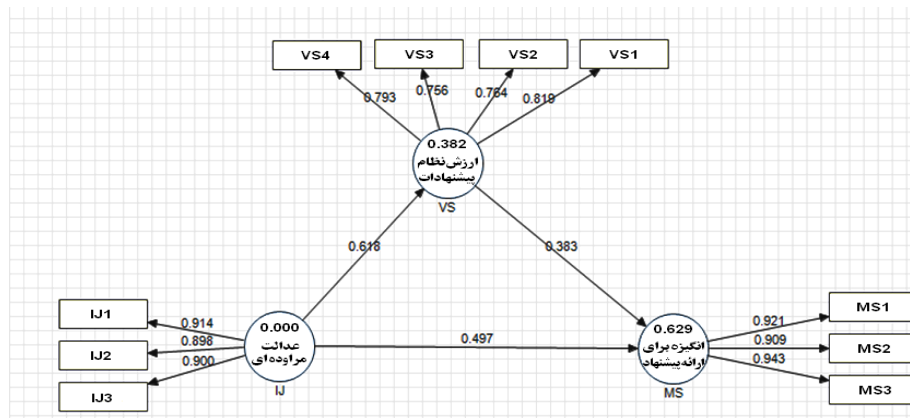 VS4 VS3 VS2 VS1
0.793 0.756 0.764 0.819
0.382
ارزش نظام
پیشنهادات
VS
0.618 0.383
IJ1
IJ2
IJ3
0.914
0.898
0.900
0.000
عدالت
مراوده‌ای
IJ
0.497
0.629
انگیزه برای
ارائه پیشنهاد
MS
0.921
0.909
0.943
MS1
MS2
MS3